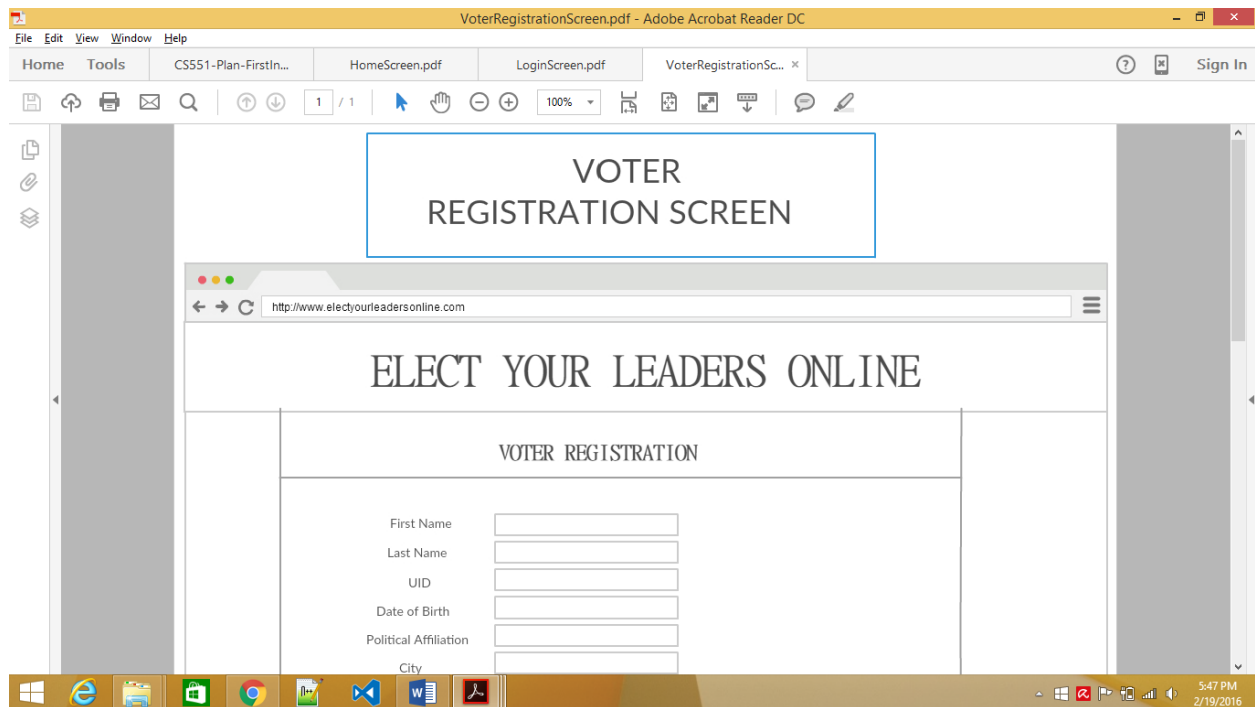 VoterRegistrationScreen.pdf - Adobe Acrobat Reader DC
File Edit View Window Help
Home Tools CS551-Plan-FirstIn... HomeScreen.pdf LoginScreen.pdf VoterRegistrationSc... × Sign In
1 / 1 100%
VOTER
REGISTRATION SCREEN
http://www.electyourleadersonline.com
ELECT YOUR LEADERS ONLINE
VOTER REGISTRATION
First Name
Last Name
UID
Date of Birth
Political Affiliation
City
5:47 PM
2/19/2016